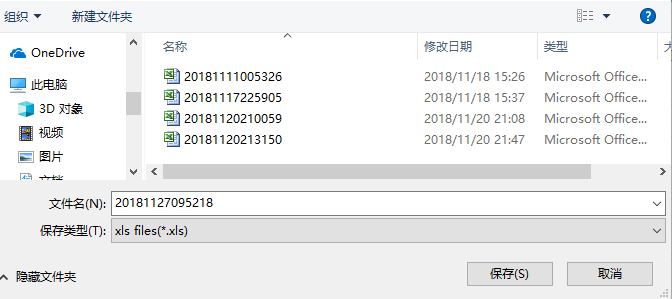 组织 新建文件夹
名称 修改日期 类型 大
OneDrive
此电脑
3D 对象
视频
图片
文档
20181111005326 2018/11/18 15:26 Microsoft Office...
20181117225905 2018/11/18 15:37 Microsoft Office...
20181120210059 2018/11/20 21:08 Microsoft Office...
20181120213150 2018/11/20 21:47 Microsoft Office...
文件名(N): 20181127095218
保存类型(T): xls files(*.xls)
隐藏文件夹 保存(S) 取消